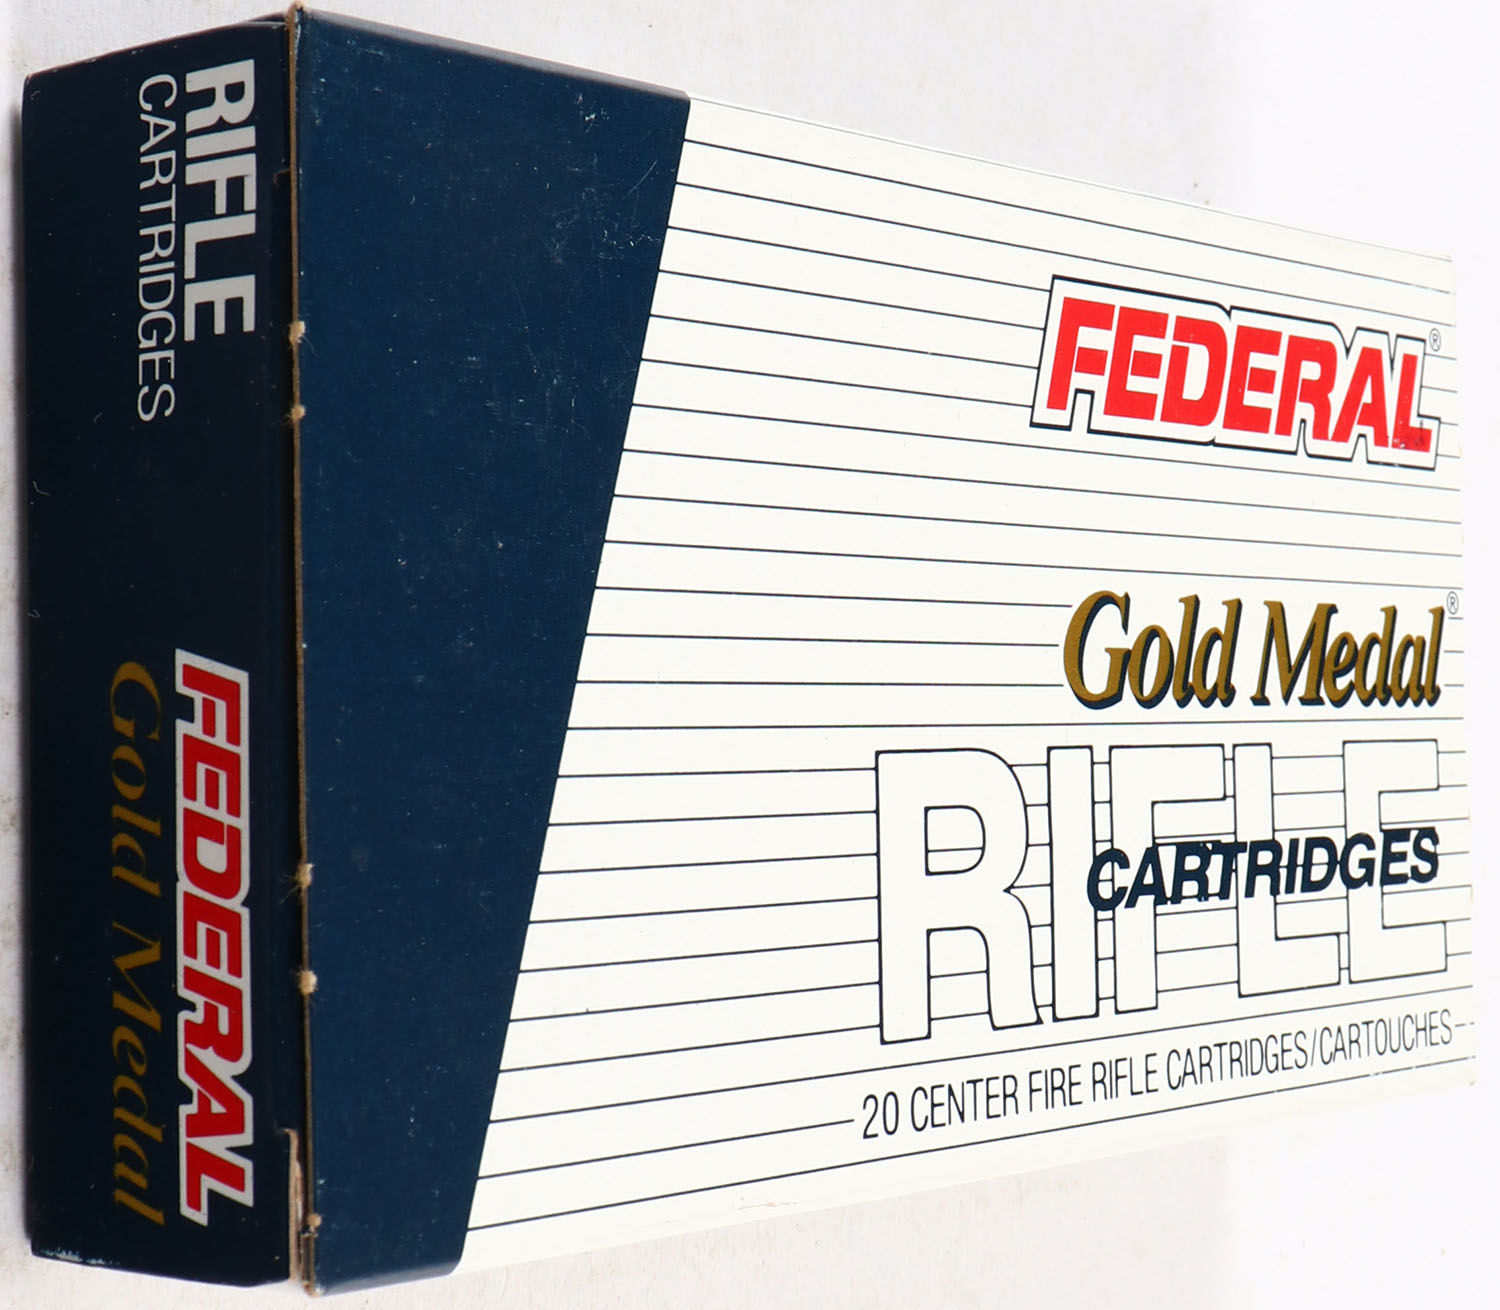 FEDERAL®
Gold Medal®
RIFLE
CARTRIDGES
20 CENTER FIRE RIFLE CARTRIDGES/CARTOUCHES
RIFLE
CARTRIDGES
FEDERAL
Gold Medal